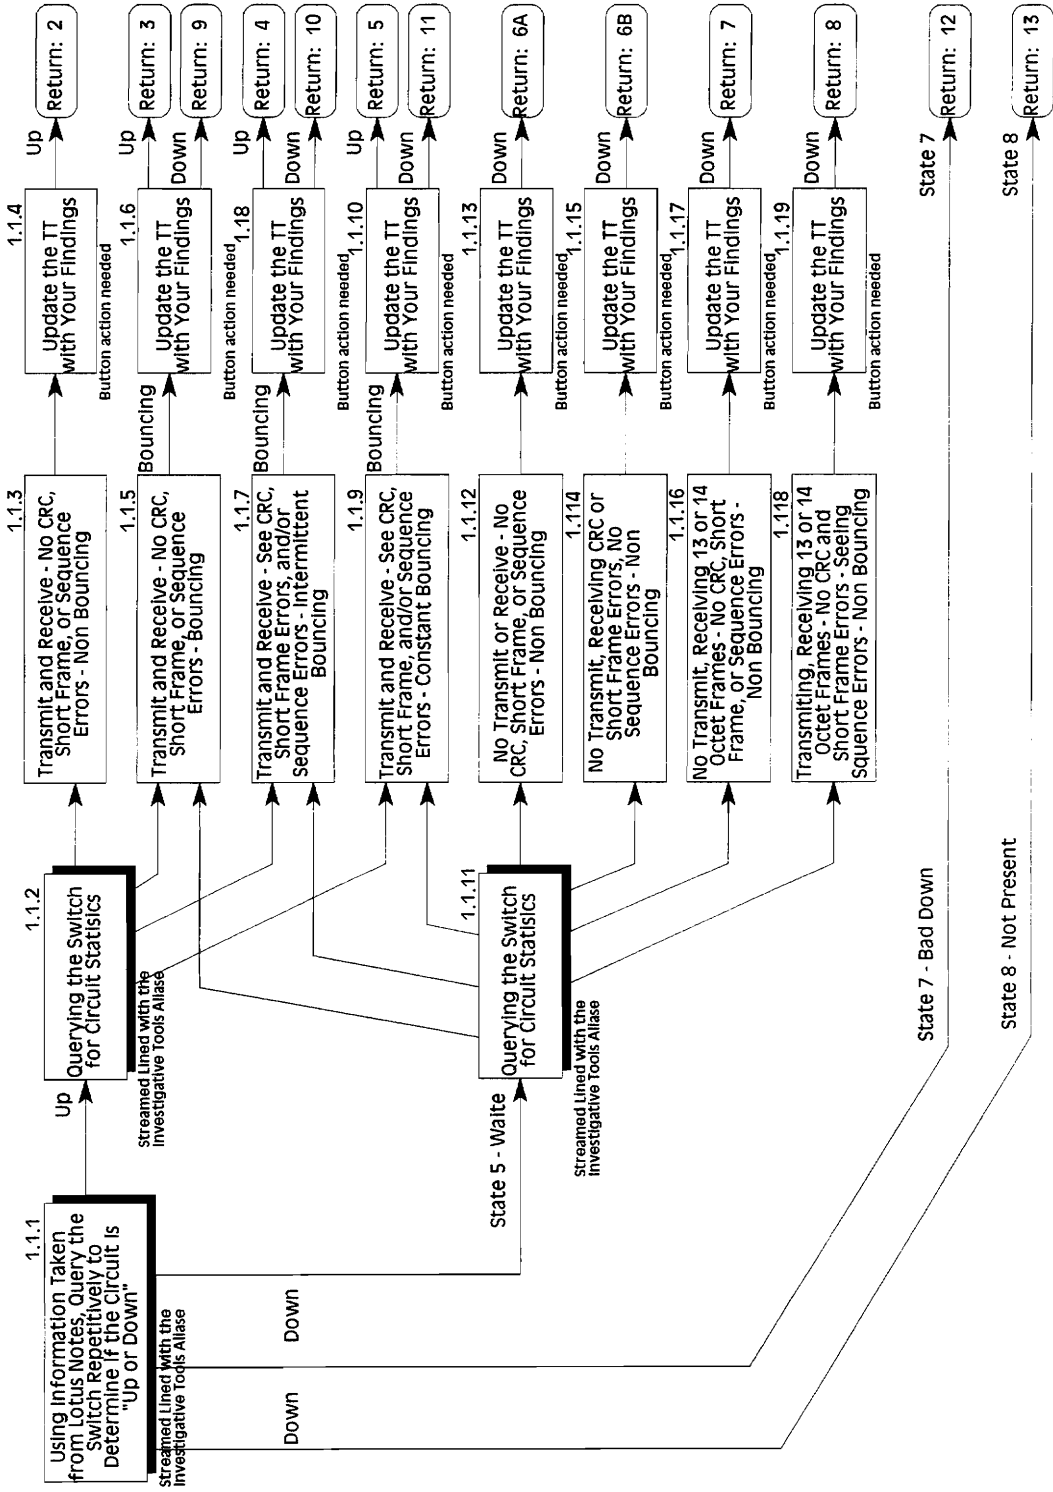 1.1.1
Using Information Taken
from Lotus Notes, Query the
Switch Repetitively to
Determine If the Circuit Is
"Up or Down"
Streamed Lined with the
Investigative Tools Allase
Up
Down
Down
State 5 - Waite
State 7 - Bad Down
State 8 - Not Present
1.1.2
Querying the Switch
for Circuit Statisics
Streamed Lined with the
Investigative Tools Allase
1.1.11
Querying the Switch
for Circuit Statisics
Streamed Lined with the
Investigative Tools Allase
1.1.3
Transmit and Receive - No CRC,
Short Frame, or Sequence
Errors - Non Bouncing
1.1.5
Transmit and Receive - No CRC,
Short Frame, or Sequence
Errors - Bouncing
1.1.7
Transmit and Receive - See CRC,
Short Frame Errors, and/or
Sequence Errors - Intermittent
Bouncing
1.1.9
Transmit and Receive - See CRC,
Short Frame, and/or Sequence
Errors - Constant Bouncing
1.1.12
No Transmit or Receive - No
CRC, Short Frame, or Sequence
Errors - Non Bouncing
1.114
No Transmit, Receiving CRC or
Short Frame Errors, No
Sequence Errors - Non
Bouncing
1.1.16
No Transmit, Receiving 13 or 14
Octet Frames - No CRC, Short
Frame, or Sequence Errors -
Non Bouncing
1.118
Transmitting, Receiving 13 or 14
Octet Frames - No CRC and
Short Frame Errors - Seeing
Squence Errors - Non Bouncing
Bouncing
Bouncing
Bouncing
1.1.4
Update the TT
with Your Findings
Button action needed
1.1.6
Update the TT
with Your Findings
Button action needed
1.1.18
Update the TT
with Your Findings
Button action needed
1.1.10
Update the TT
with Your Findings
Button action needed
1.1.13
Update the TT
with Your Findings
Button action needed
1.1.15
Update the TT
with Your Findings
Button action needed
1.1.17
Update the TT
with Your Findings
Button action needed
1.1.19
Update the TT
with Your Findings
Button action needed
Up
Return: 2
Up
Return: 3
Down
Return: 9
Up
Return: 4
Down
Return: 10
Up
Return: 5
Down
Return: 11
Down
Return: 6A
Down
Return: 6B
Down
Return: 7
Down
Return: 8
State 7
Return: 12
State 8
Return: 13